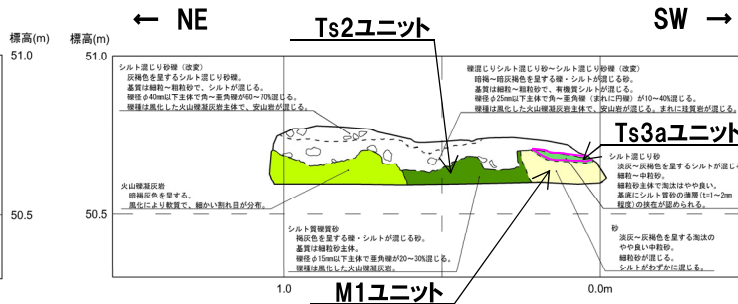 ← NE
SW →
標高(m)
標高(m)
Ts2ユニット
51.0
51.0
シルト混じり砂礫（改変）
灰褐色を呈するシルト混じり砂礫。
基質は細粒～粗粒砂で、シルトが混じる。
礫径φ40mm以下主体で角～亜角礫が60～70%混じる。
礫種は風化した火山礫凝灰岩主体で、安山岩が混じる。
礫混じりシルト混じり砂～シルト混じり砂礫（改変）
暗褐～暗灰褐色を呈する礫・シルトが混じる砂。
基質は細粒～粗粒砂で、有機質シルトが混じる。
礫径φ25mm以下主体で角～亜角礫（まれに円礫）が10～40%混じる。
礫種は風化した火山礫凝灰岩主体で、安山岩が混じる。まれに珪質岩が混じる。
Ts3aユニット
シルト混じり砂
淡灰～灰褐色を呈するシルトが混じ
細粒～中粒砂。
細粒砂主体で淘汰はやや良い。
基底にシルト質砂の薄層(t=1～2mm
程度)の挟在が認められる。
火山礫凝灰岩
暗褐灰色を呈する。
風化により軟質で、細かい割れ目が分布。
50.5
50.5
シルト質礫質砂
褐灰色を呈する礫・シルトが混じる砂。
基質は細粒砂主体。
礫径φ15mm以下主体で亜角礫が20～30%混じる。
礫種は風化した火山礫凝灰岩。
砂
淡灰～灰褐色を呈する淘汰の
やや良い中粒砂。
細粒砂が混じる。
シルトがわずかに混じる。
1.0
0.0m
M1ユニット